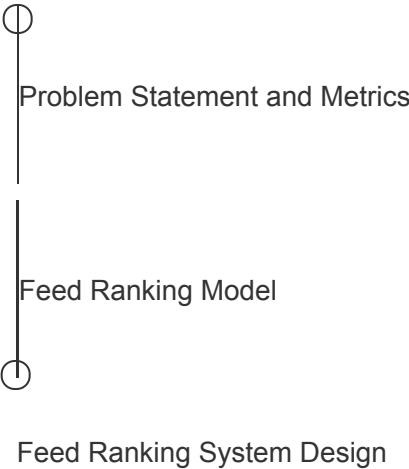 Problem Statement and Metrics
Feed Ranking Model
Feed Ranking System Design